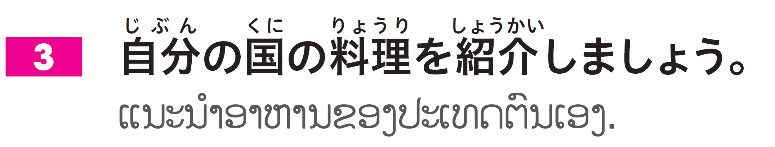 じぶん くに りょうり しょうかい
3 自分の国の料理を紹介しましょう。
ແນະນຳອາຫານຂອງປະເທດຕົນເອງ.